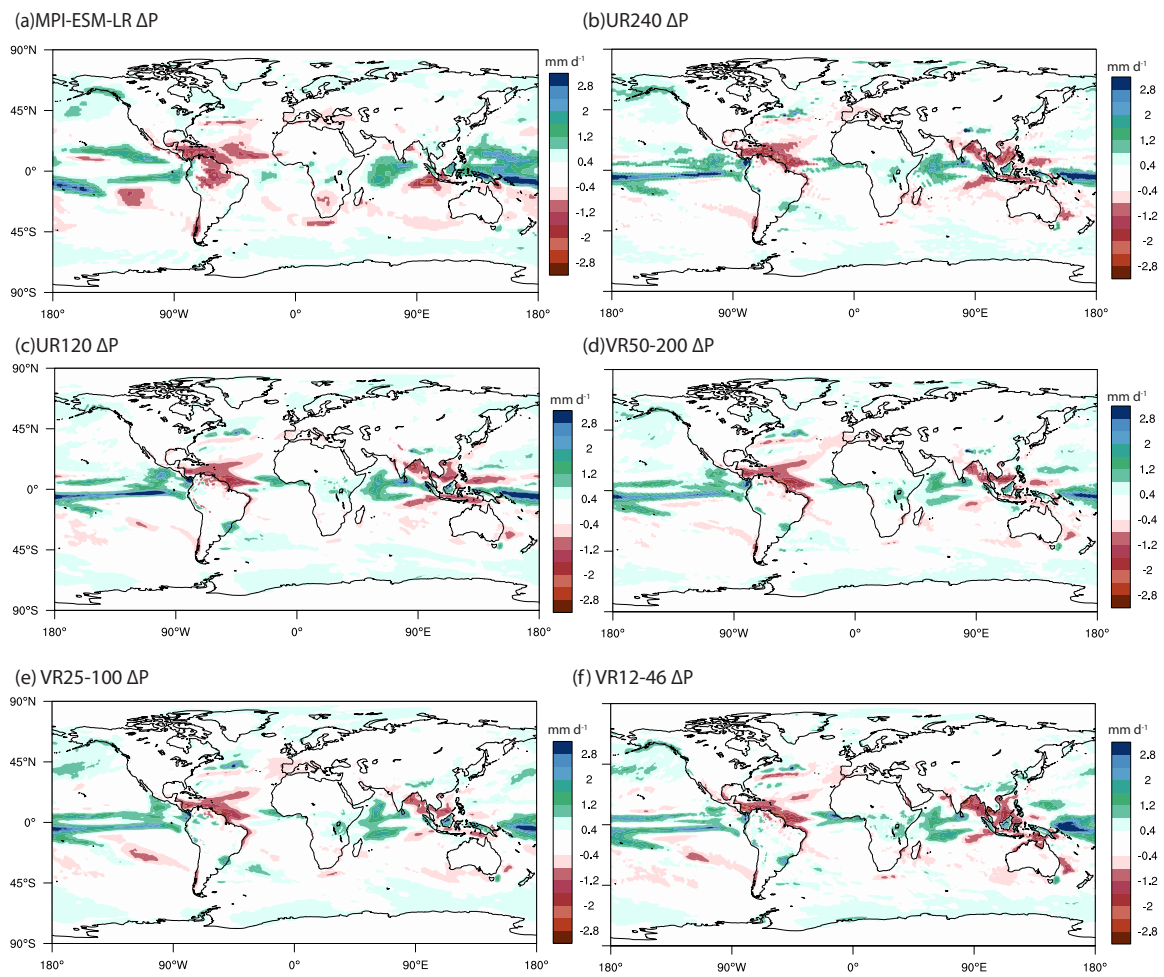 (a)MPI-ESM-LR ΔP
(b)UR240 ΔP
90°N
45°N
0°
45°S
90°S
180°
90°W
0°
90°E
180°
mm d⁻¹
2.8
2
1.2
0.4
-0.4
-1.2
-2
-2.8
180°
90°W
0°
90°E
180°
mm d⁻¹
2.8
2
1.2
0.4
-0.4
-1.2
-2
-2.8
(c)UR120 ΔP
(d)VR50-200 ΔP
90°N
45°N
0°
45°S
90°S
180°
90°W
0°
90°E
180°
mm d⁻¹
2.8
2
1.2
0.4
-0.4
-1.2
-2
-2.8
180°
90°W
0°
90°E
180°
mm d⁻¹
2.8
2
1.2
0.4
-0.4
-1.2
-2
-2.8
(e) VR25-100 ΔP
(f) VR12-46 ΔP
90°N
45°N
0°
45°S
90°S
180°
90°W
0°
90°E
180°
mm d⁻¹
2.8
2
1.2
0.4
-0.4
-1.2
-2
-2.8
180°
90°W
0°
90°E
180°
mm d⁻¹
2.8
2
1.2
0.4
-0.4
-1.2
-2
-2.8